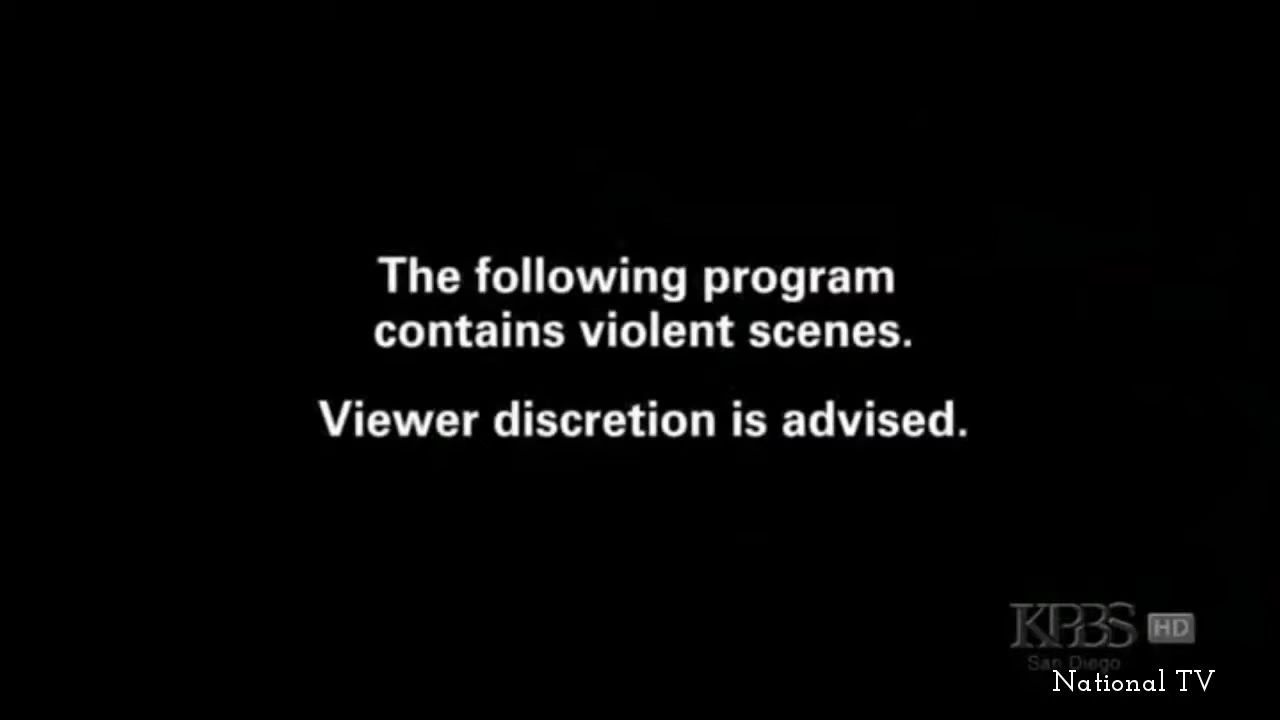 The following program
contains violent scenes.
Viewer discretion is advised.
KPBS HD
San Diego
National TV